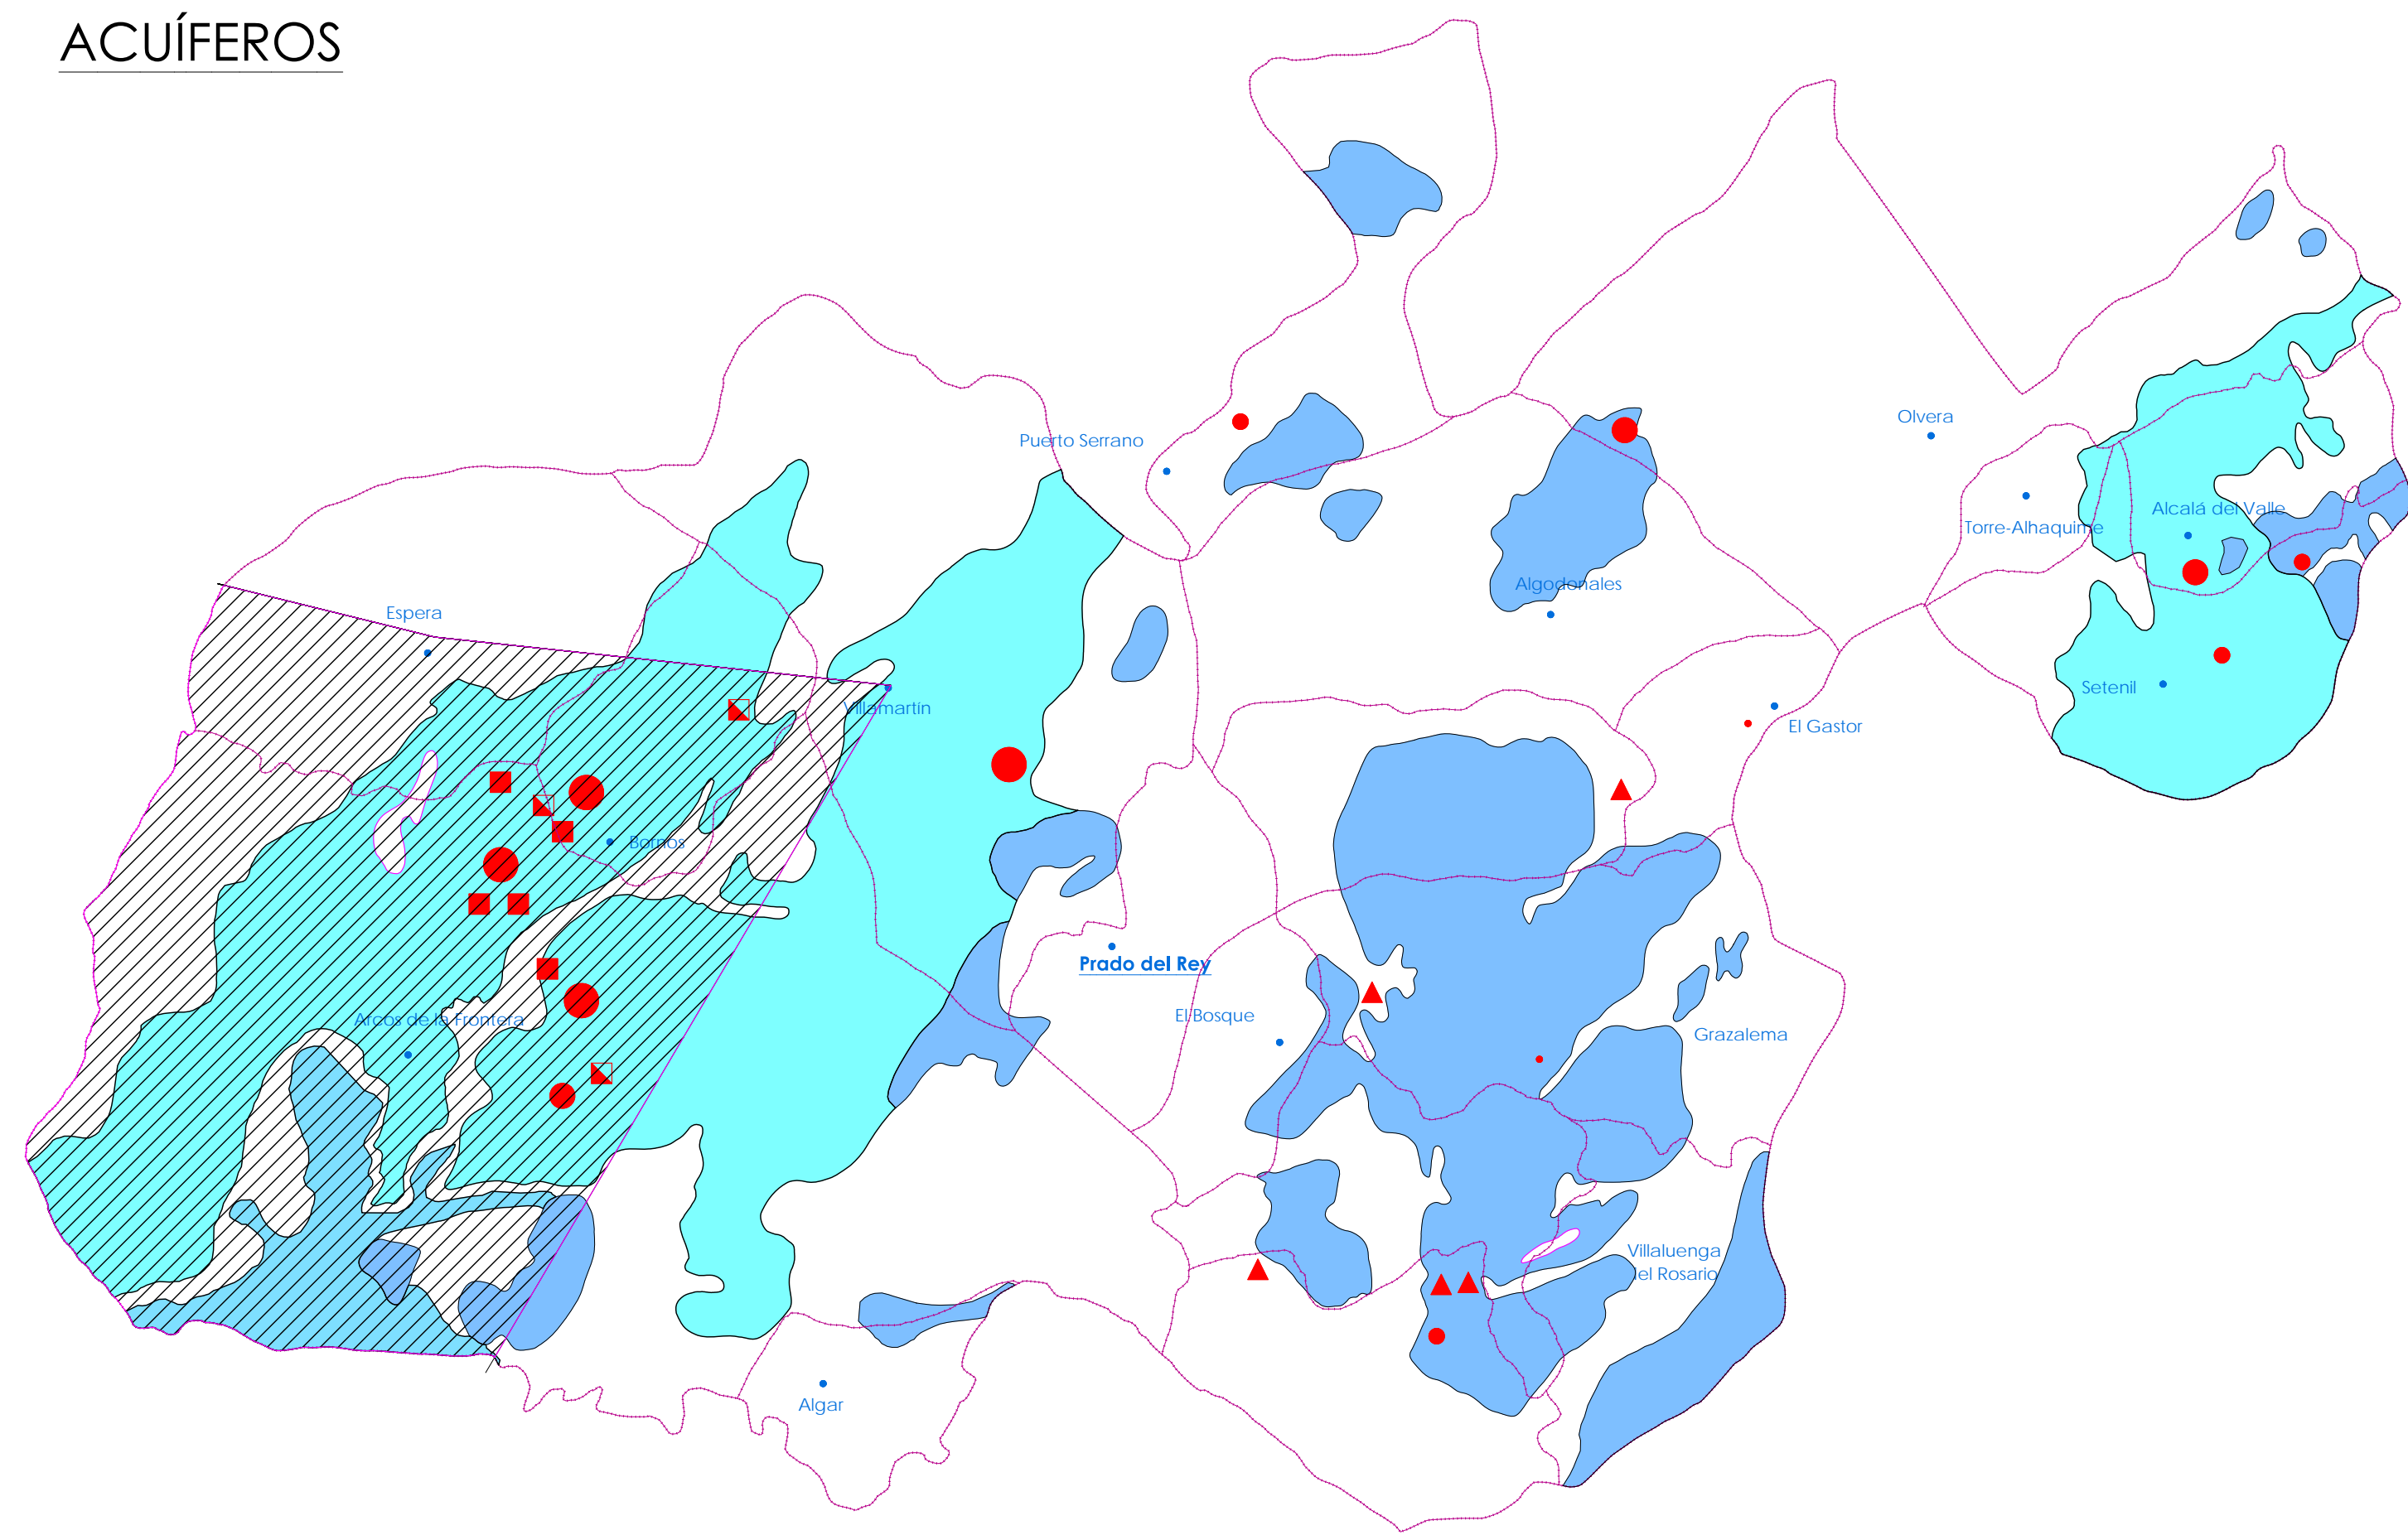 ACUÍFEROS
Olvera
Puerto Serrano
Alcalá del Valle
Torre-Alhaquime
Algodonales
Espera
Setenil
Villamartín
El Gastor
Bornos
Prado del Rey
El Bosque
Arcos de la Frontera
Grazalema
Villaluenga
del Rosario
Algar